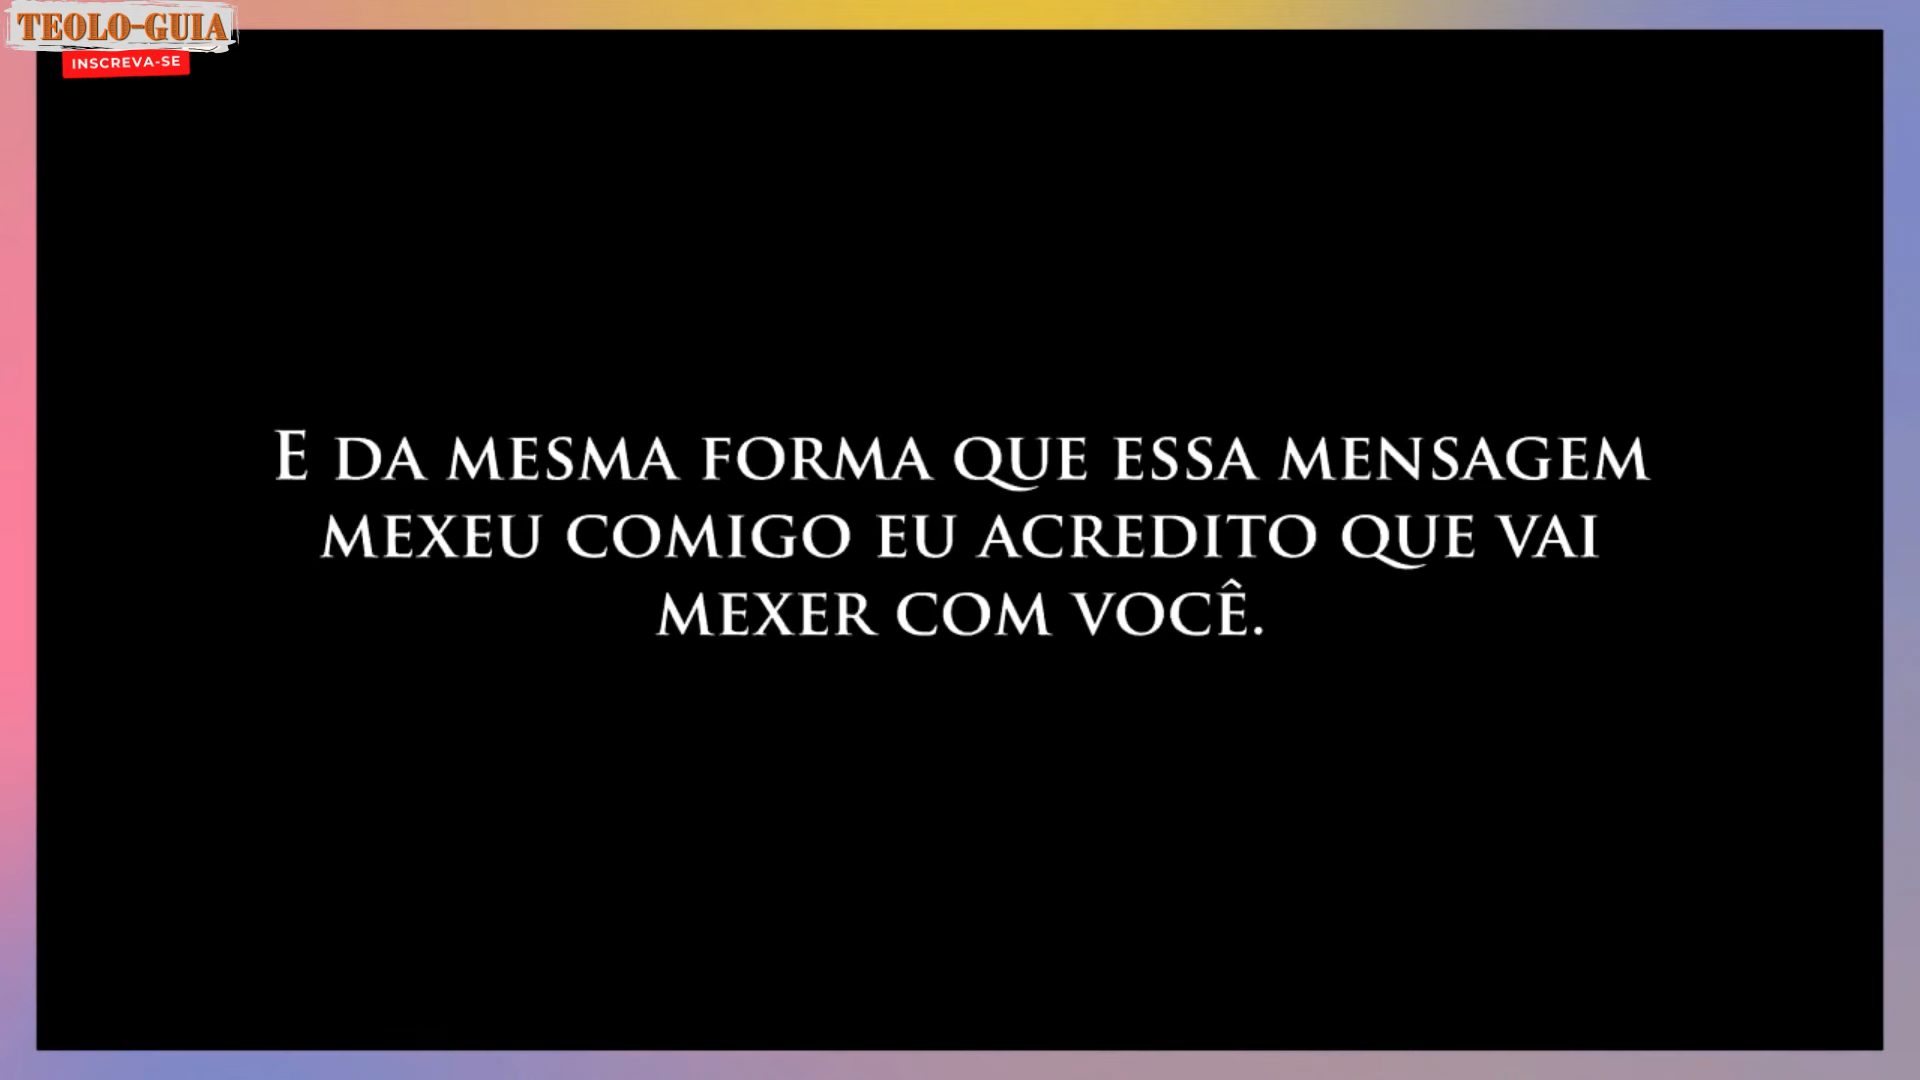 TEOLO-GUIA
INSCREVA-SE
E DA MESMA FORMA QUE ESSA MENSAGEM
MEXEU COMIGO EU ACREDITO QUE VAI
MEXER COM VOCÊ.